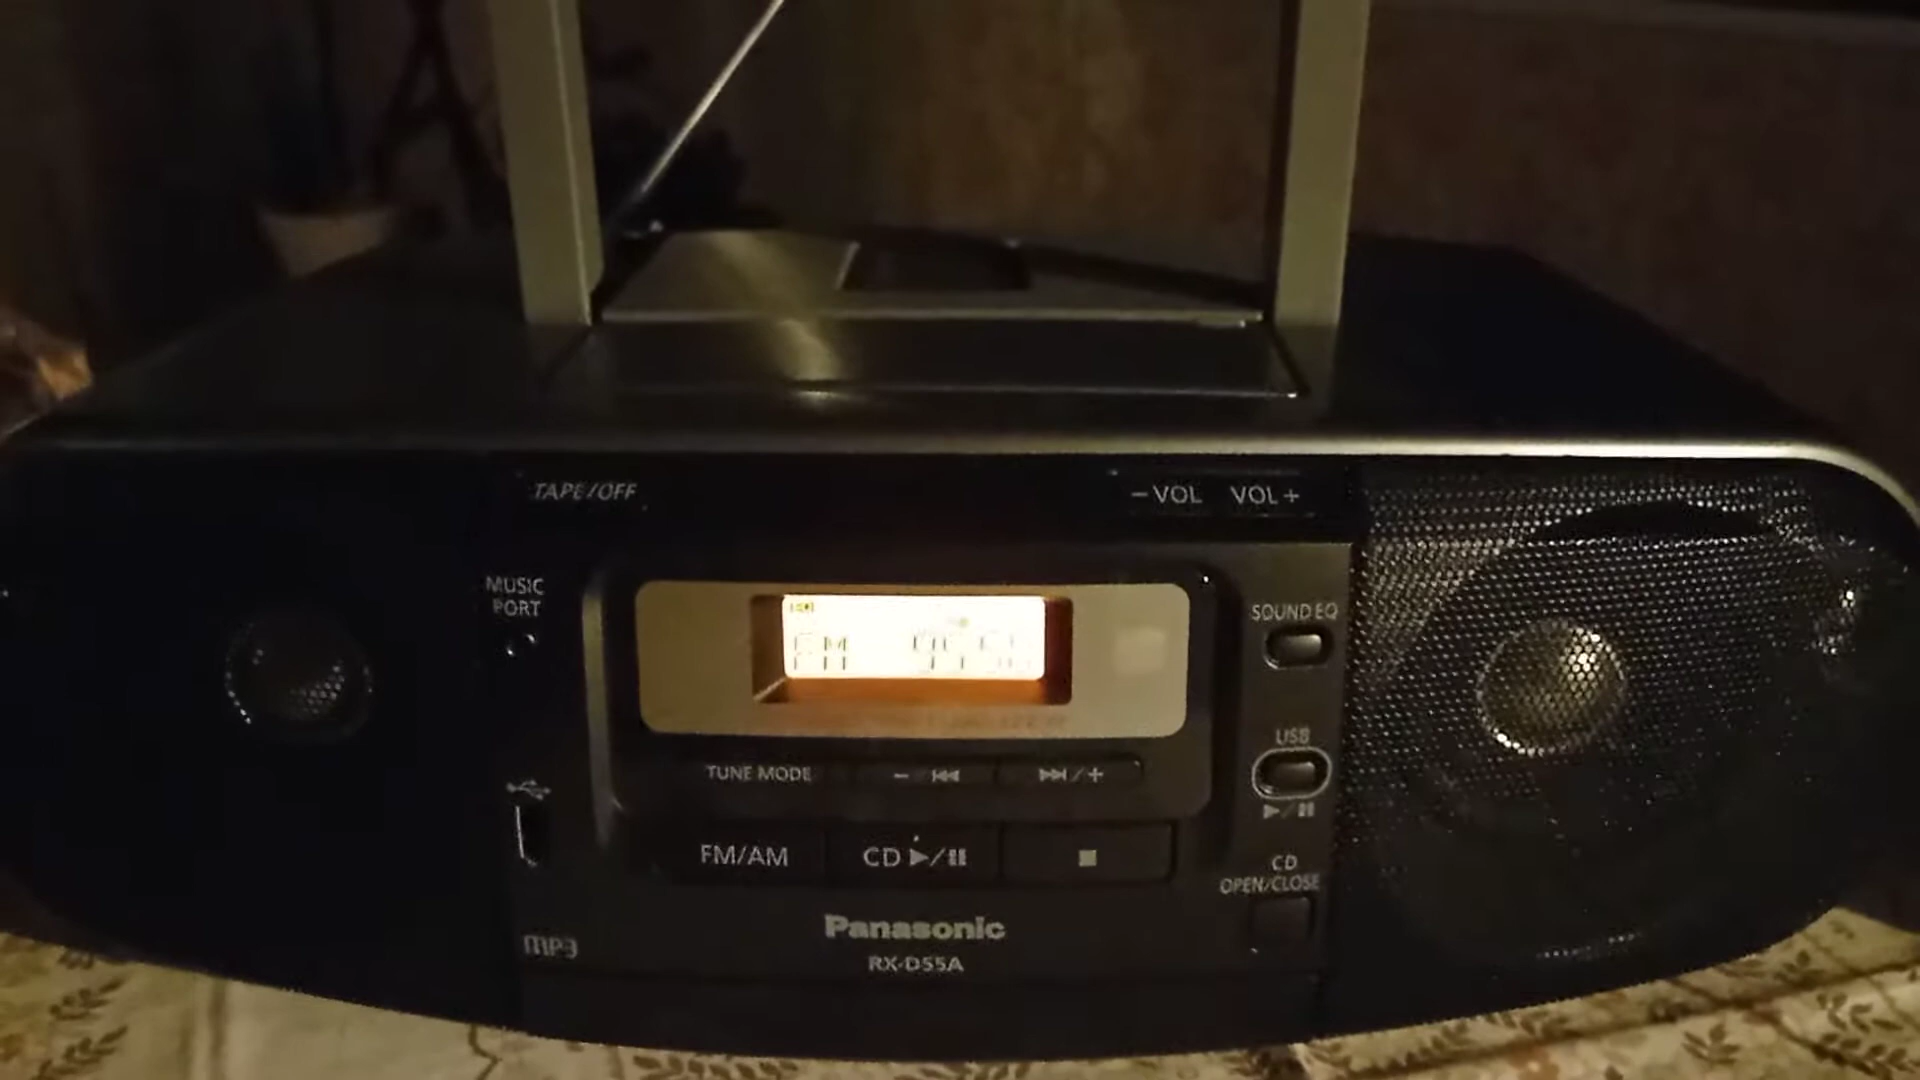 TAPE/OFF
−VOL VOL+
MUSIC
PORT
SOUND EQ
FM
USB
TUNE MODE
− ⏮ ⏭/+
▶/⏸
FM/AM
CD ▶/⏸
■
CD
OPEN/CLOSE
Panasonic
MP3
RX-D55A